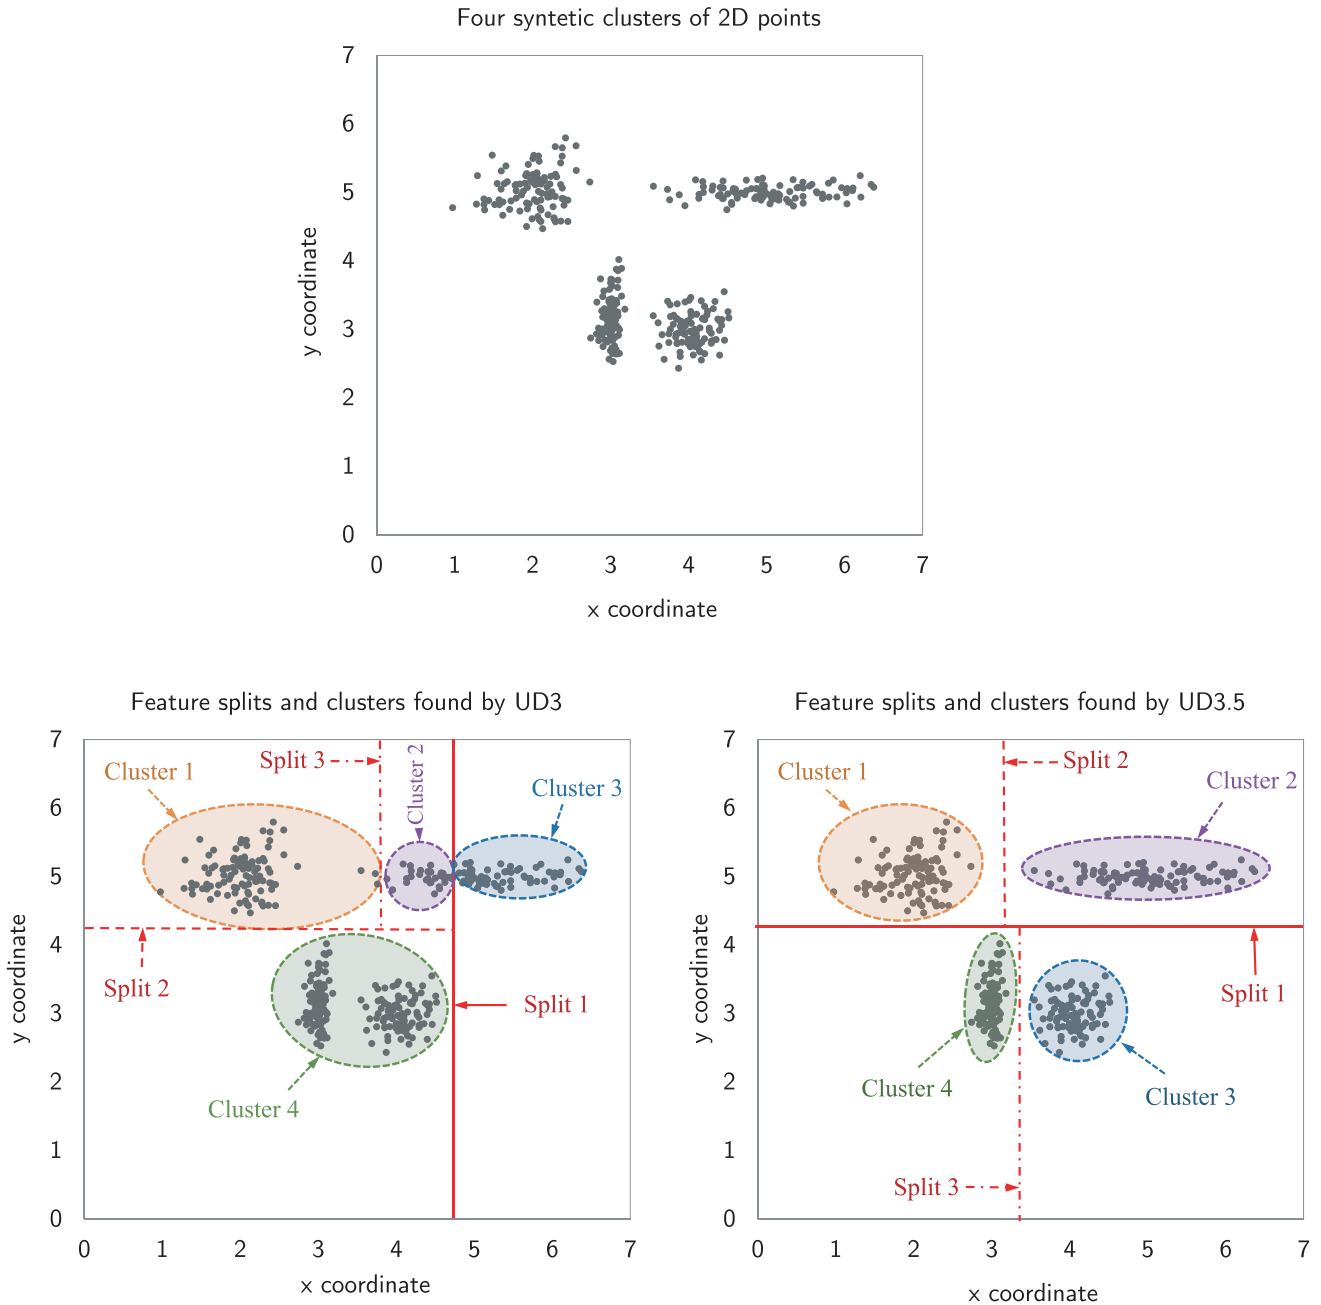 Four syntetic clusters of 2D points
7
6
5
4
3
2
1
0
y coordinate
0 1 2 3 4 5 6 7
x coordinate
Feature splits and clusters found by UD3
7
6
5
4
3
2
1
0
y coordinate
Cluster 1
Split 3
Cluster 2
Cluster 3
Split 2
Split 1
Cluster 4
0 1 2 3 4 5 6 7
x coordinate
Feature splits and clusters found by UD3.5
7
6
5
4
3
2
1
0
y coordinate
Cluster 1
Split 2
Cluster 2
Split 1
Cluster 4
Cluster 3
Split 3
0 1 2 3 4 5 6 7
x coordinate